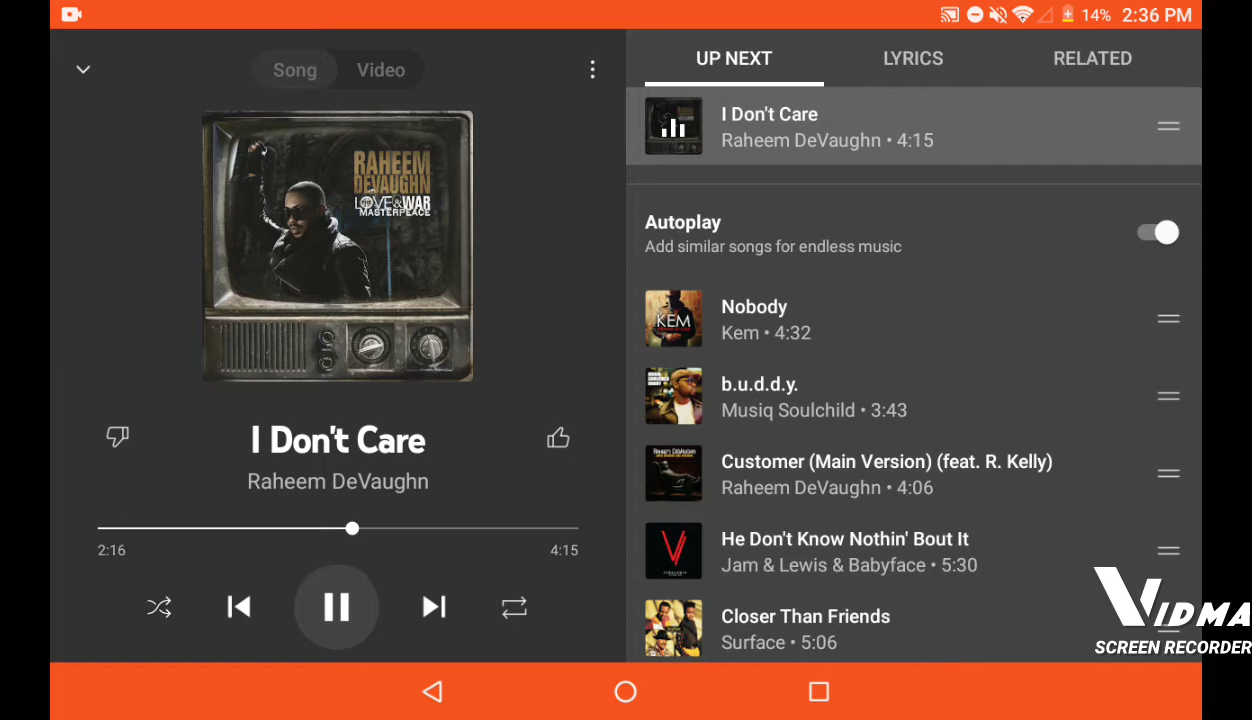 14% 2:36 PM
Song Video
RAHEEM
DEVAUGHN
LOVE&WAR
MASTERPEACE
I Don't Care
Raheem DeVaughn
2:16 4:15
UP NEXT LYRICS RELATED
I Don't Care
Raheem DeVaughn • 4:15
Autoplay
Add similar songs for endless music
KEM
Nobody
Kem • 4:32
b.u.d.d.y.
Musiq Soulchild • 3:43
Customer (Main Version) (feat. R. Kelly)
Raheem DeVaughn • 4:06
He Don't Know Nothin' Bout It
Jam & Lewis & Babyface • 5:30
Closer Than Friends
Surface • 5:06
VIDMA
SCREEN RECORDER